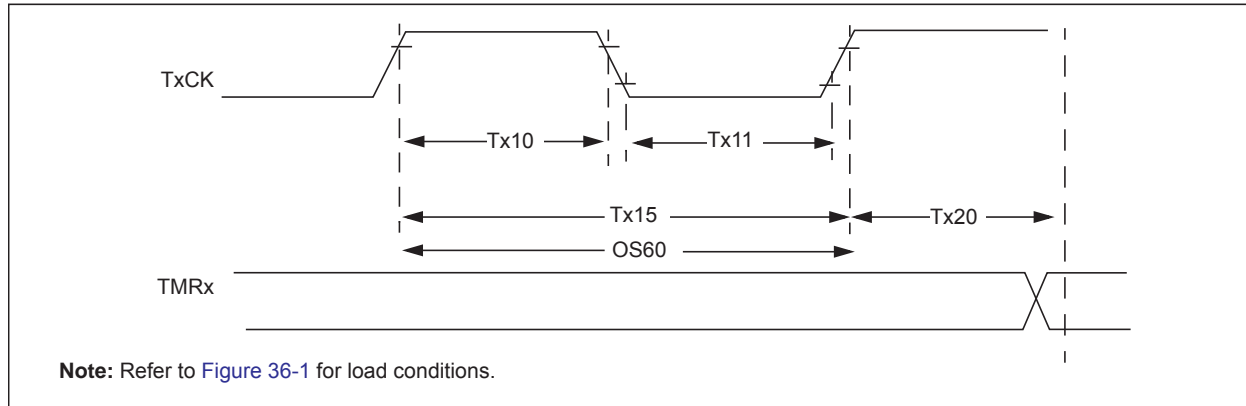 TxCK
Tx10
Tx11
Tx15
Tx20
OS60
TMRx
Note: Refer to Figure 36-1 for load conditions.